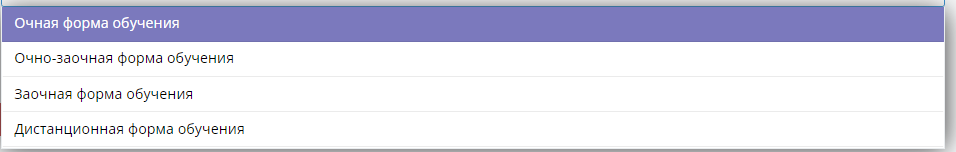 Очная форма обучения
Очно-заочная форма обучения
Заочная форма обучения
Дистанционная форма обучения